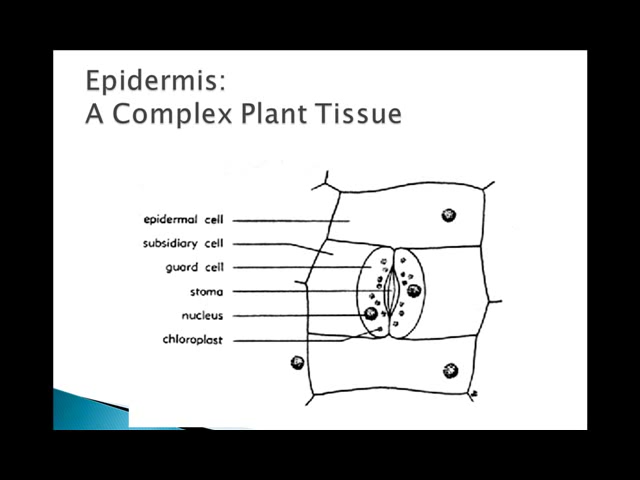 Epidermis:
A Complex Plant Tissue
epidermal cell
subsidiary cell
guard cell
stoma
nucleus
chloroplast